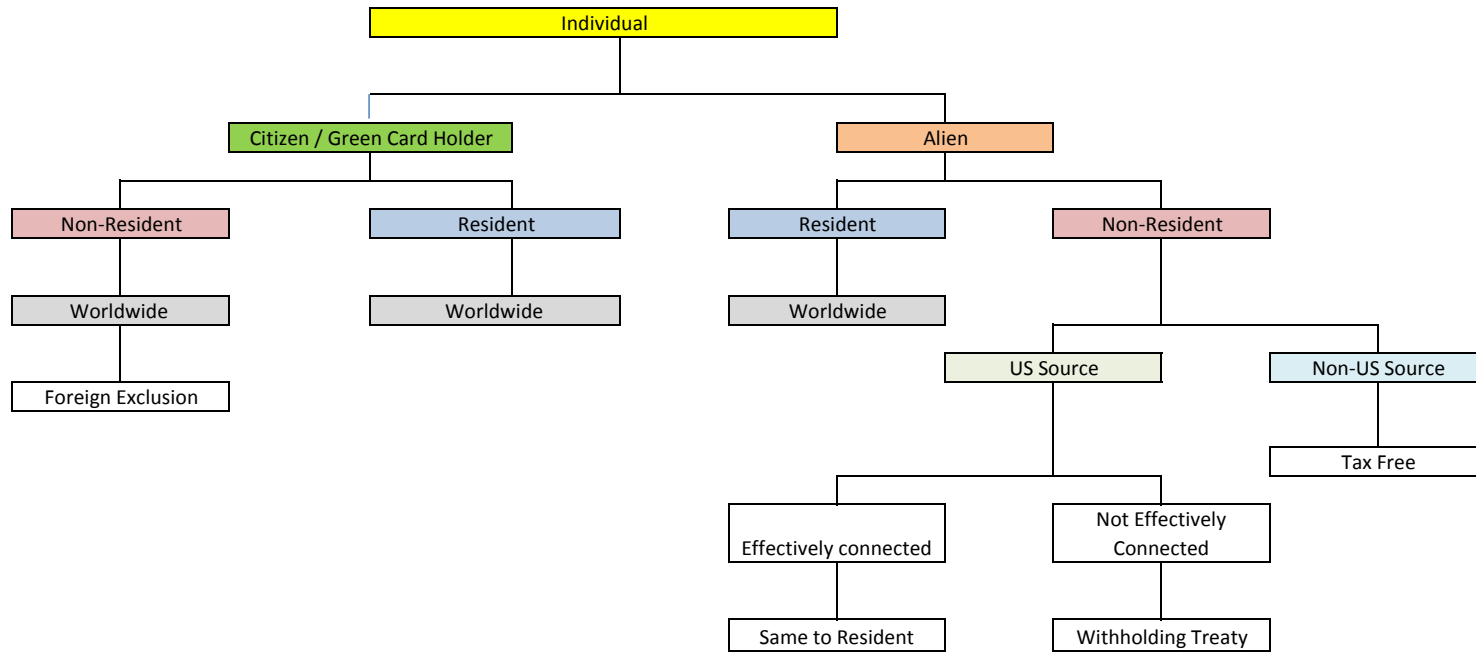 Individual
Citizen / Green Card Holder
Alien
Non-Resident
Resident
Resident
Non-Resident
Worldwide
Worldwide
Worldwide
US Source
Non-US Source
Foreign Exclusion
Tax Free
Effectively connected
Not Effectively
Connected
Same to Resident
Withholding Treaty